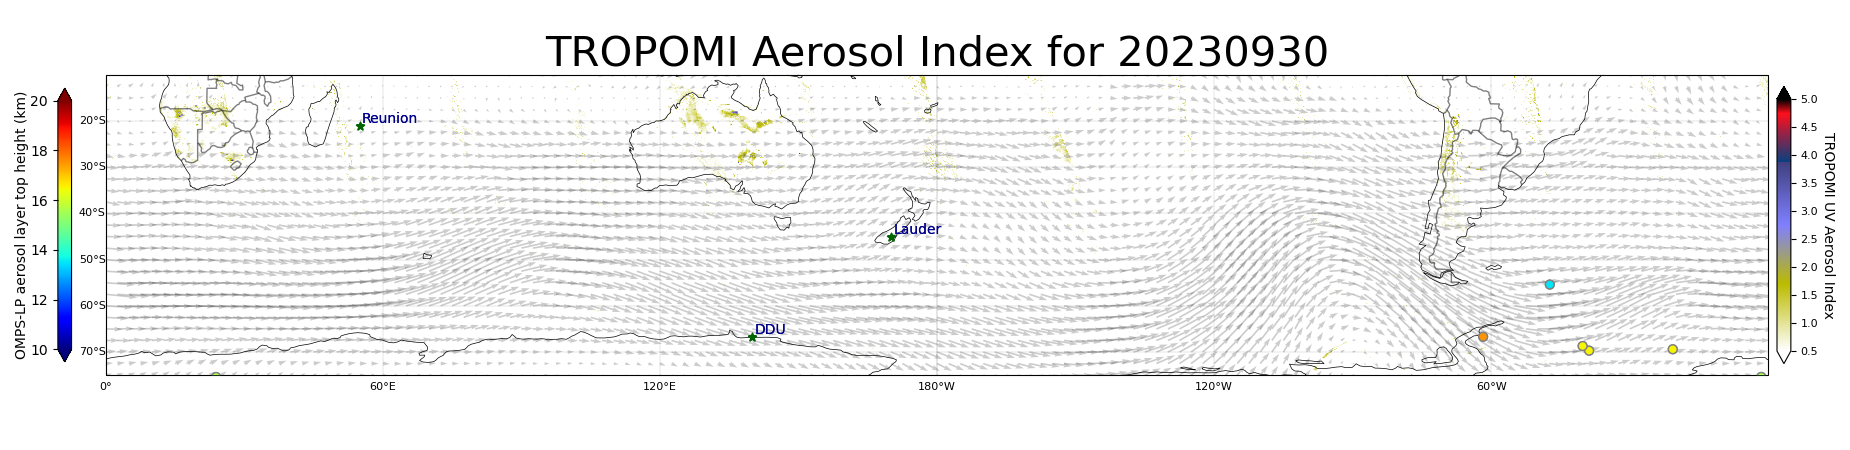 TROPOMI Aerosol Index for 20230930
OMPS-LP aerosol layer top height (km)
20
18
16
14
12
10
20°S
30°S
40°S
50°S
60°S
70°S
Reunion
Lauder
DDU
0°
60°E
120°E
180°W
120°W
60°W
5.0
4.5
4.0
3.5
3.0
2.5
2.0
1.5
1.0
0.5
TROPOMI UV Aerosol Index